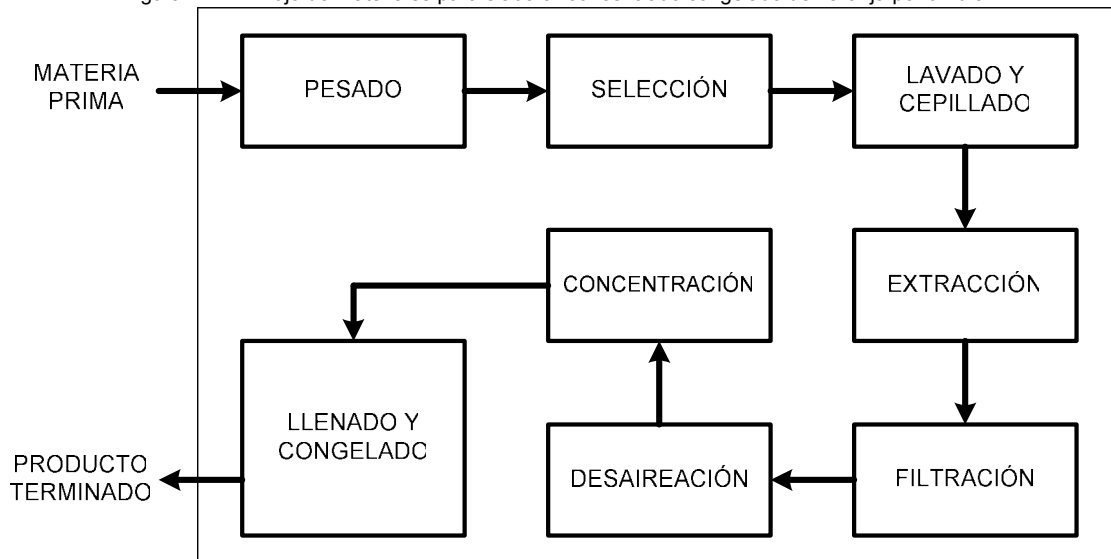 MATERIA
PRIMA
PESADO
SELECCIÓN
LAVADO Y
CEPILLADO
EXTRACCIÓN
FILTRACIÓN
DESAIREACIÓN
CONCENTRACIÓN
LLENADO Y
CONGELADO
PRODUCTO
TERMINADO